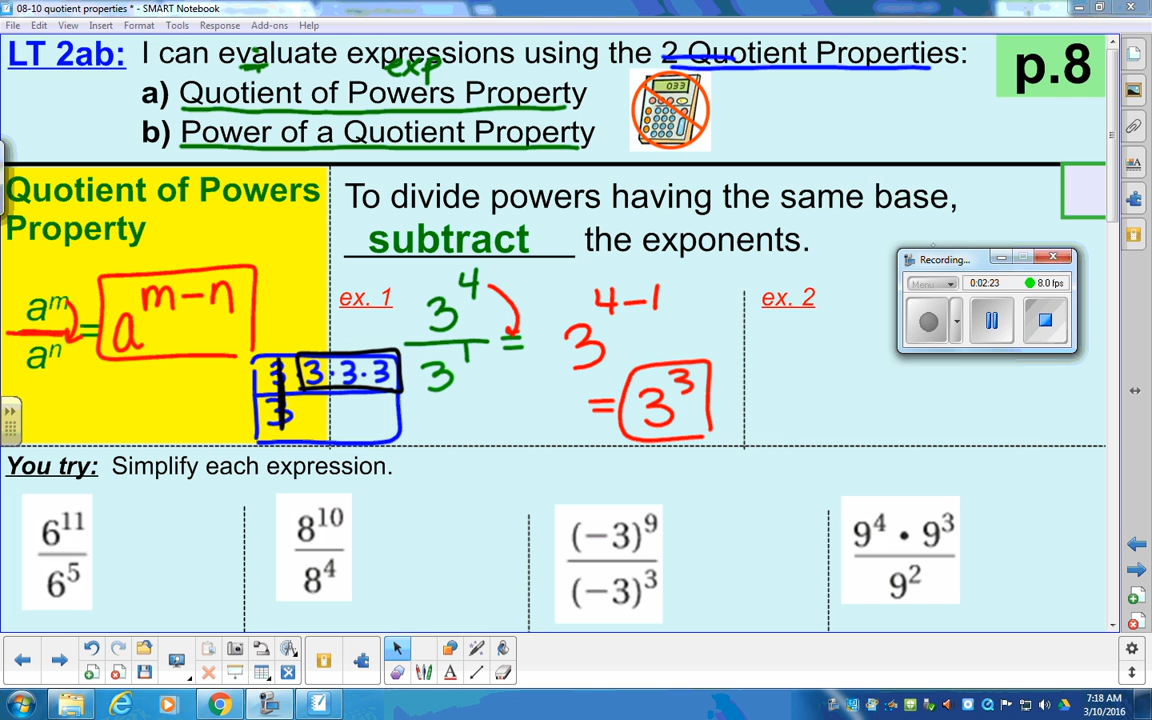 08-10 quotient properties * - SMART Notebook
File Edit View Insert Format Tools Response Add-ons Help
LT 2ab: I can evaluate expressions using the 2 Quotient Properties:
exp
a) Quotient of Powers Property
b) Power of a Quotient Property
033
p.8
Quotient of Powers
Property
To divide powers having the same base,
subtract the exponents.
a^m / a^n = a^(m-n)
ex. 1
3^4 / 3^1 = 3^(4-1)
= 3^3
3 · 3 · 3 · 3
3
ex. 2
Recording...
Menu 0:02:23 8.0 fps
You try: Simplify each expression.
6^11 / 6^5
8^10 / 8^4
(−3)^9 / (−3)^3
9^4 • 9^3 / 9^2
7:18 AM
3/10/2016